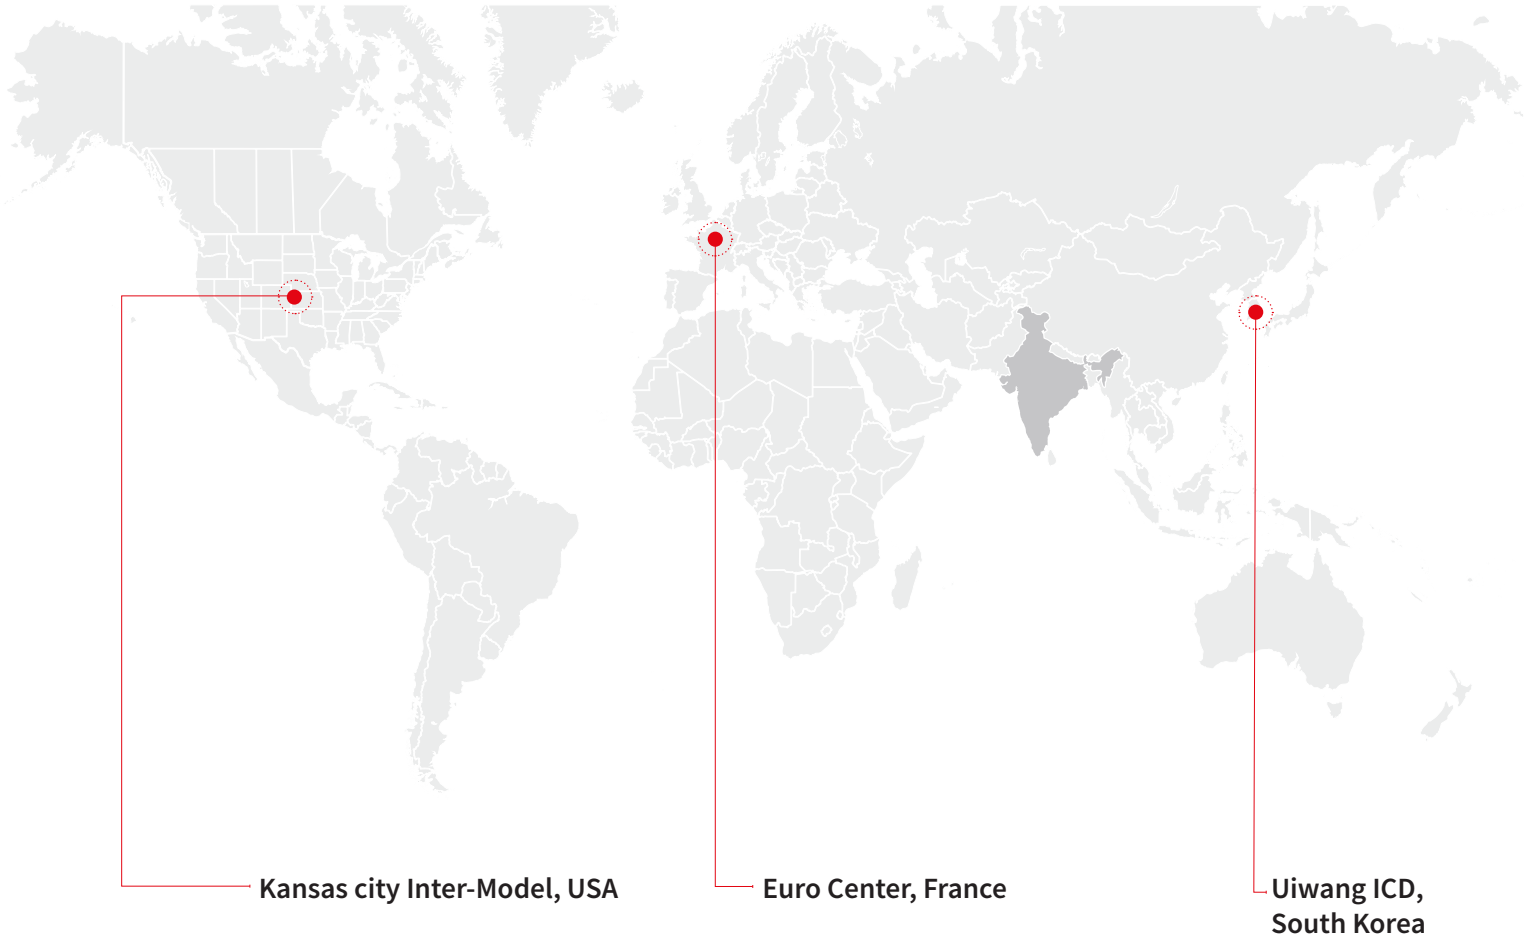 Kansas city Inter-Model, USA
Euro Center, France
Uiwang ICD,
South Korea